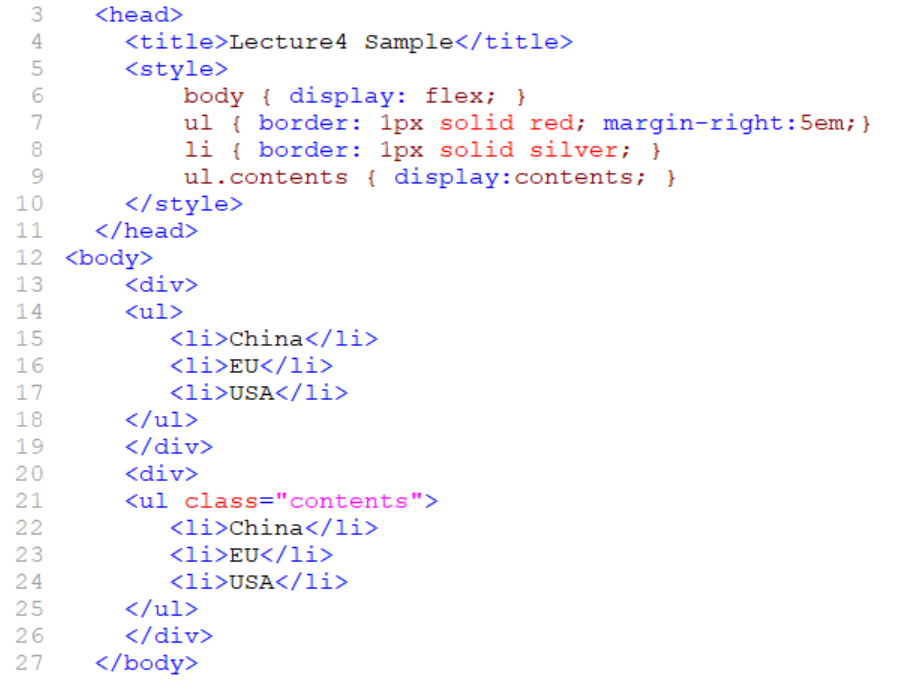 3 <head>
4 <title>Lecture4 Sample</title>
5 <style>
6 body { display: flex; }
7 ul { border: 1px solid red; margin-right:5em;}
8 li { border: 1px solid silver; }
9 ul.contents { display:contents; }
10 </style>
11 </head>
12 <body>
13 <div>
14 <ul>
15 <li>China</li>
16 <li>EU</li>
17 <li>USA</li>
18 </ul>
19 </div>
20 <div>
21 <ul class="contents">
22 <li>China</li>
23 <li>EU</li>
24 <li>USA</li>
25 </ul>
26 </div>
27 </body>